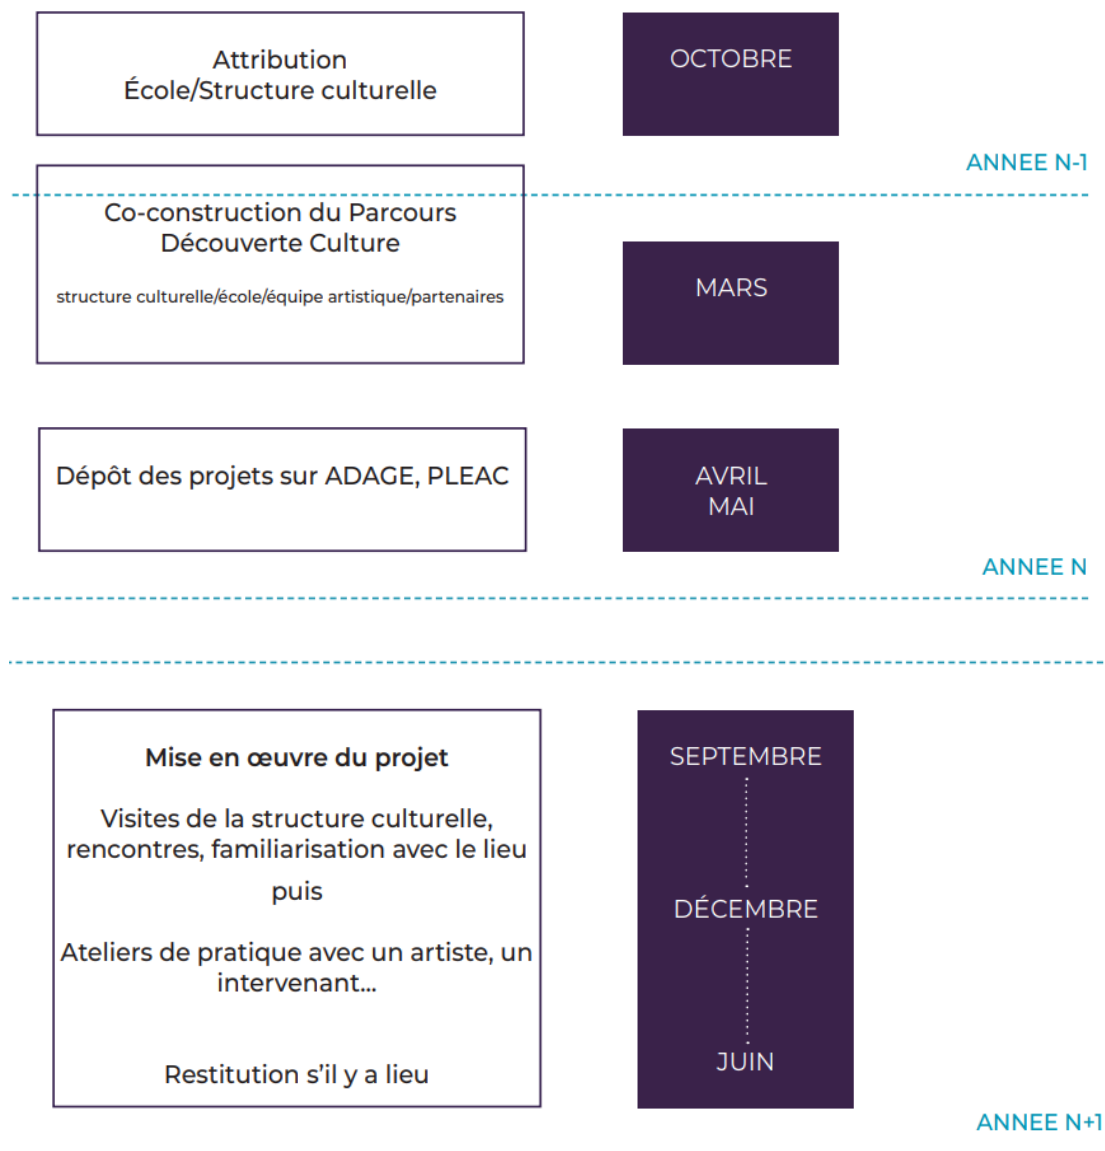 Attribution
École/Structure culturelle
OCTOBRE
ANNEE N-1
Co-construction du Parcours
Découverte Culture
structure culturelle/école/équipe artistique/partenaires
MARS
Dépôt des projets sur ADAGE, PLEAC
AVRIL
MAI
ANNEE N
Mise en œuvre du projet
Visites de la structure culturelle,
rencontres, familiarisation avec le lieu
puis
Ateliers de pratique avec un artiste, un
intervenant...
Restitution s'il y a lieu
SEPTEMBRE
DÉCEMBRE
JUIN
ANNEE N+1